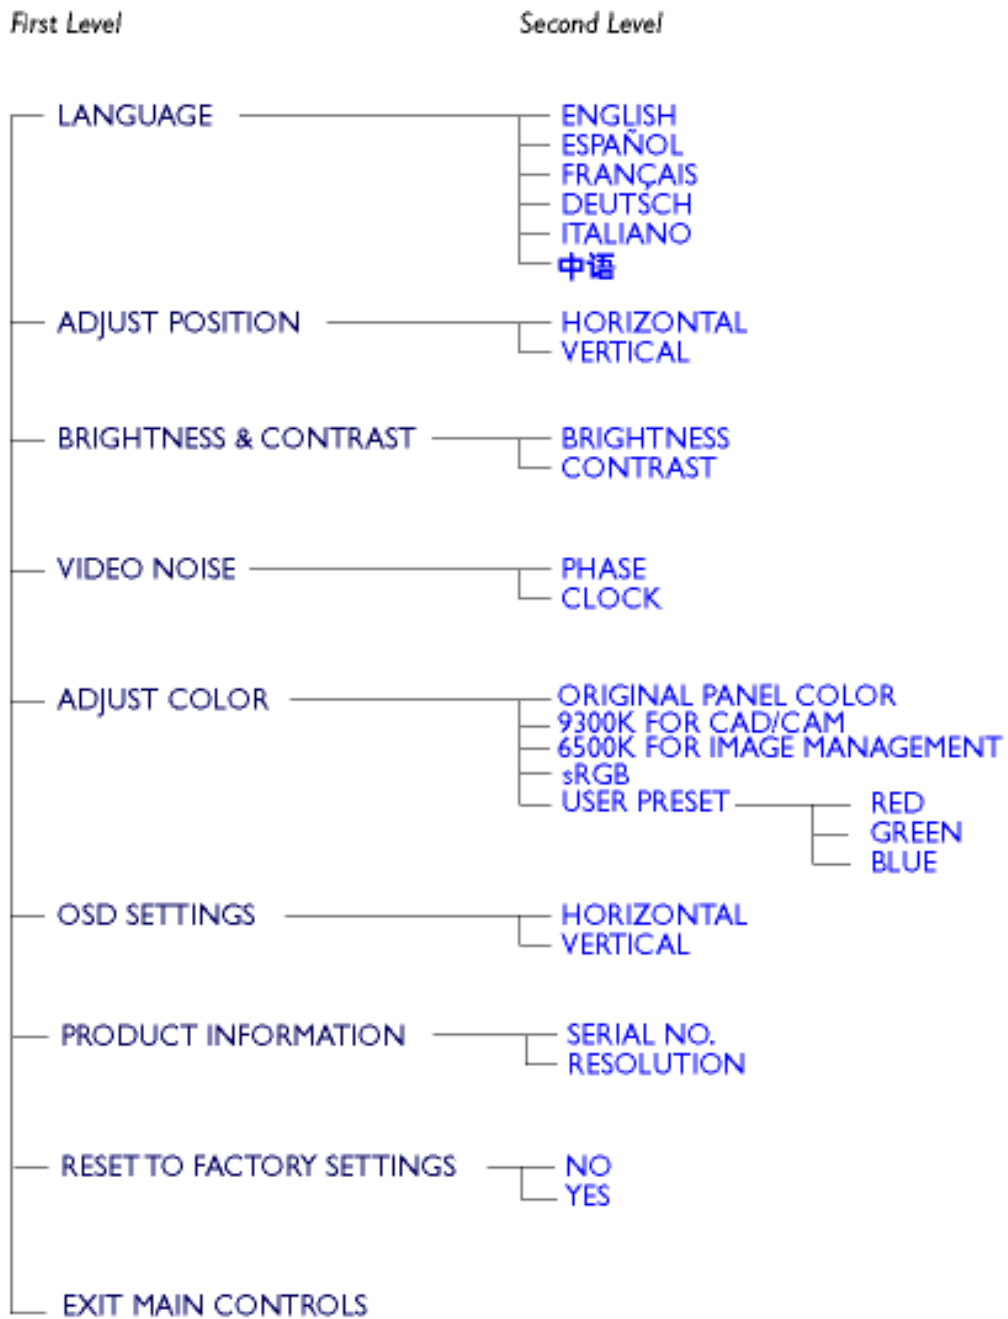 First Level Second Level
LANGUAGE ENGLISH
ESPAÑOL
FRANÇAIS
DEUTSCH
ITALIANO
中语
ADJUST POSITION HORIZONTAL
VERTICAL
BRIGHTNESS & CONTRAST BRIGHTNESS
CONTRAST
VIDEO NOISE PHASE
CLOCK
ADJUST COLOR ORIGINAL PANEL COLOR
9300K FOR CAD/CAM
6500K FOR IMAGE MANAGEMENT
sRGB
USER PRESET RED
GREEN
BLUE
OSD SETTINGS HORIZONTAL
VERTICAL
PRODUCT INFORMATION SERIAL NO.
RESOLUTION
RESET TO FACTORY SETTINGS NO
YES
EXIT MAIN CONTROLS